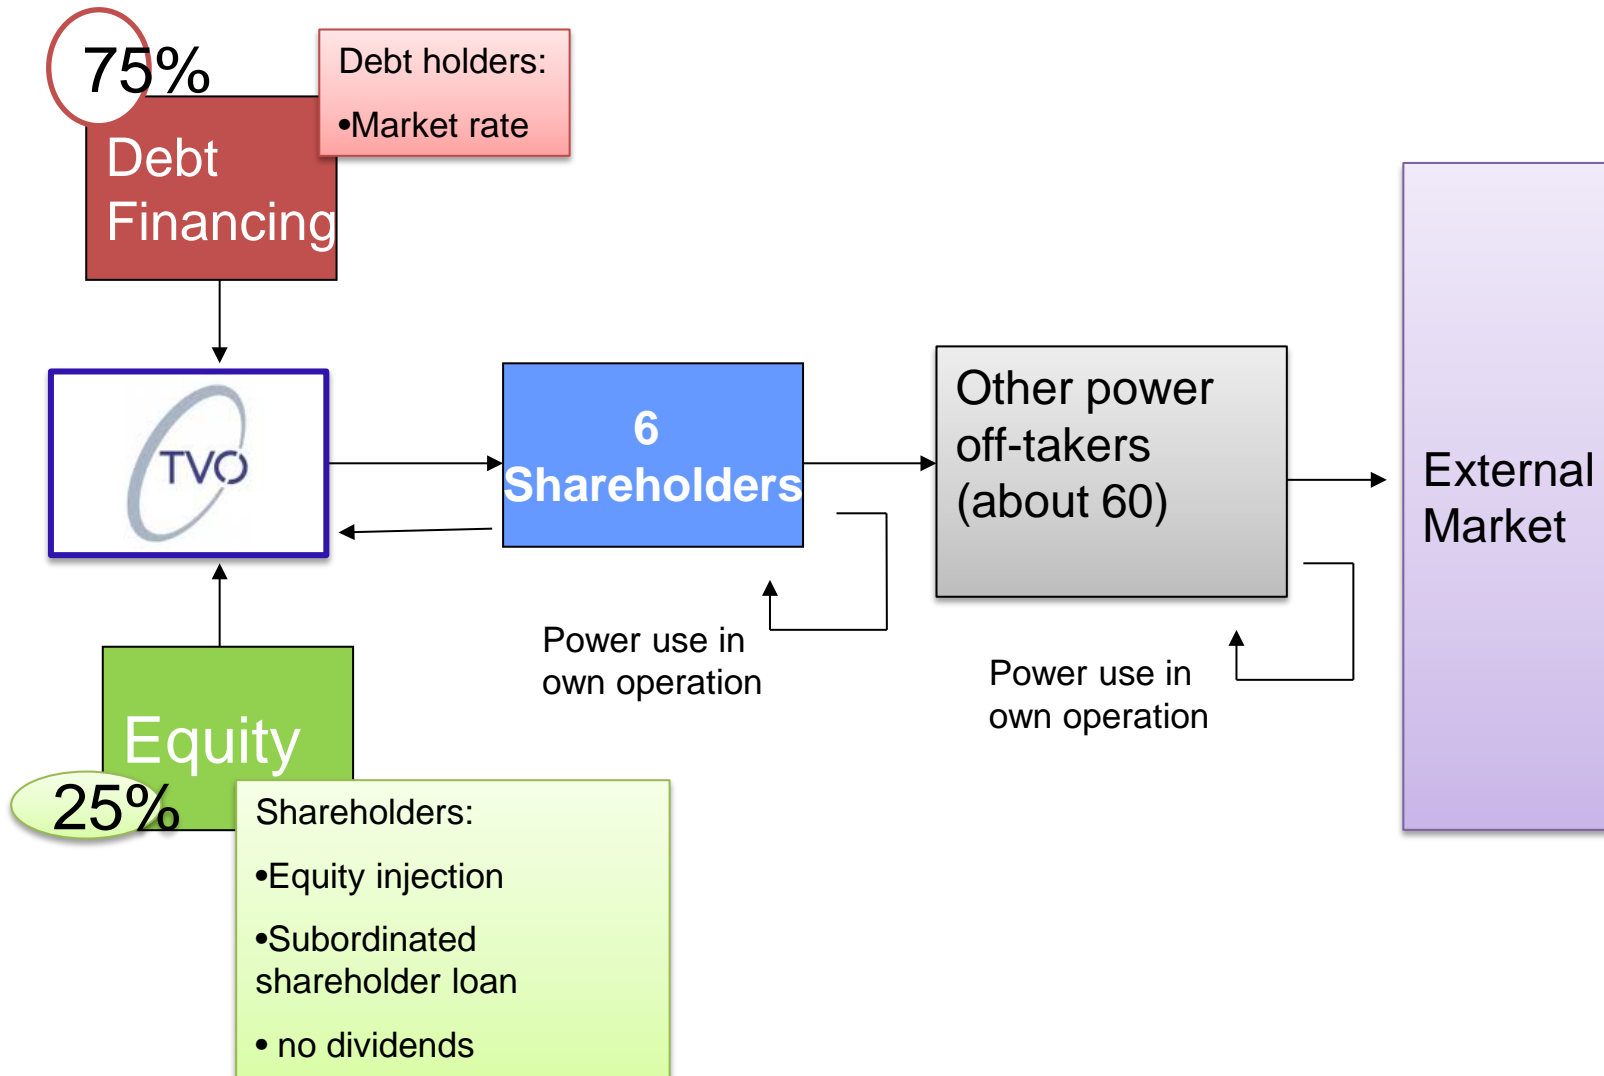 75%
Debt holders:
•Market rate
Debt
Financing
TVO
6
Shareholders
Other power
off-takers
(about 60)
External
Market
Power use in
own operation
Power use in
own operation
Equity
25%
Shareholders:
•Equity injection
•Subordinated
shareholder loan
• no dividends